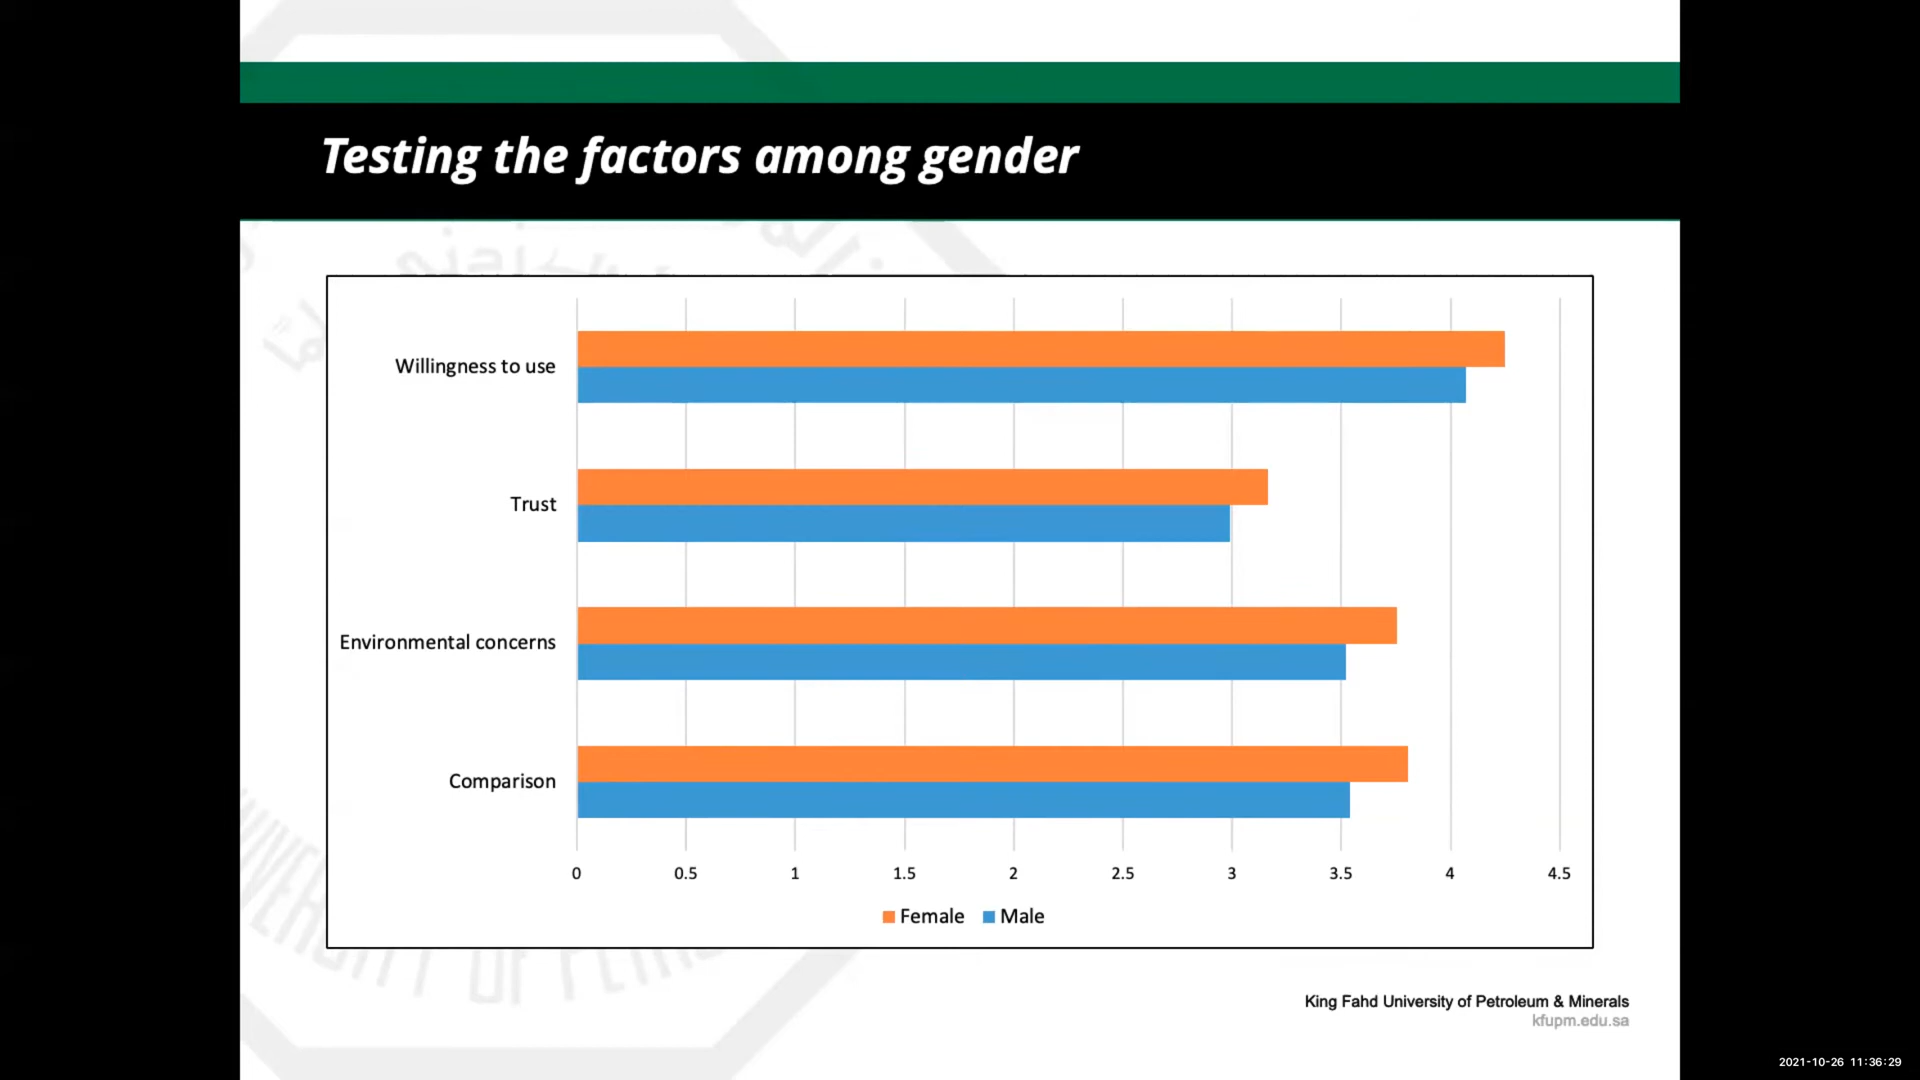 Testing the factors among gender
Willingness to use
Trust
Environmental concerns
Comparison
0 0.5 1 1.5 2 2.5 3 3.5 4 4.5
Female Male
King Fahd University of Petroleum & Minerals
kfupm.edu.sa
2021-10-26 11:36:29